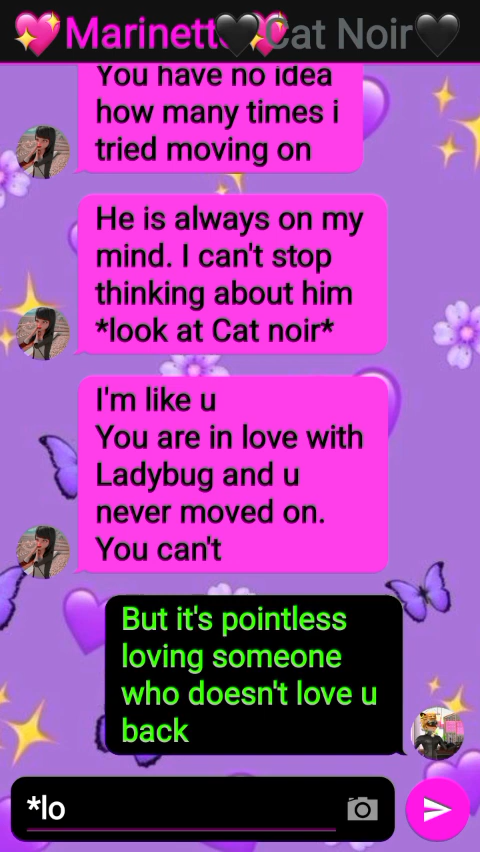 💖Marinett🖤💖Cat Noir🖤
You have no idea
how many times i
tried moving on
He is always on my
mind. I can't stop
thinking about him
*look at Cat noir*
I'm like u
You are in love with
Ladybug and u
never moved on.
You can't
But it's pointless
loving someone
who doesn't love u
back
*lo